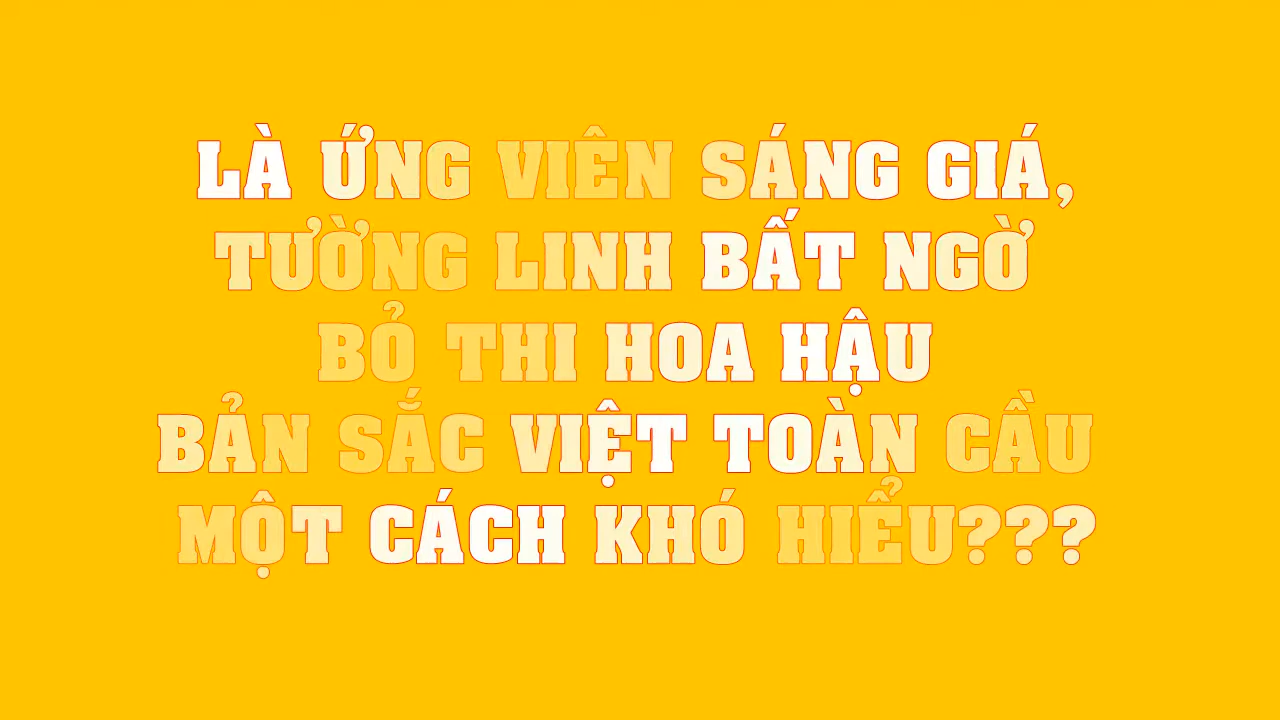 LÀ ỨNG VIÊN SÁNG GIÁ,
TƯỜNG LINH BẤT NGỜ
BỎ THI HOA HẬU
BẢN SẮC VIỆT TOÀN CẦU
MỘT CÁCH KHÓ HIỂU???